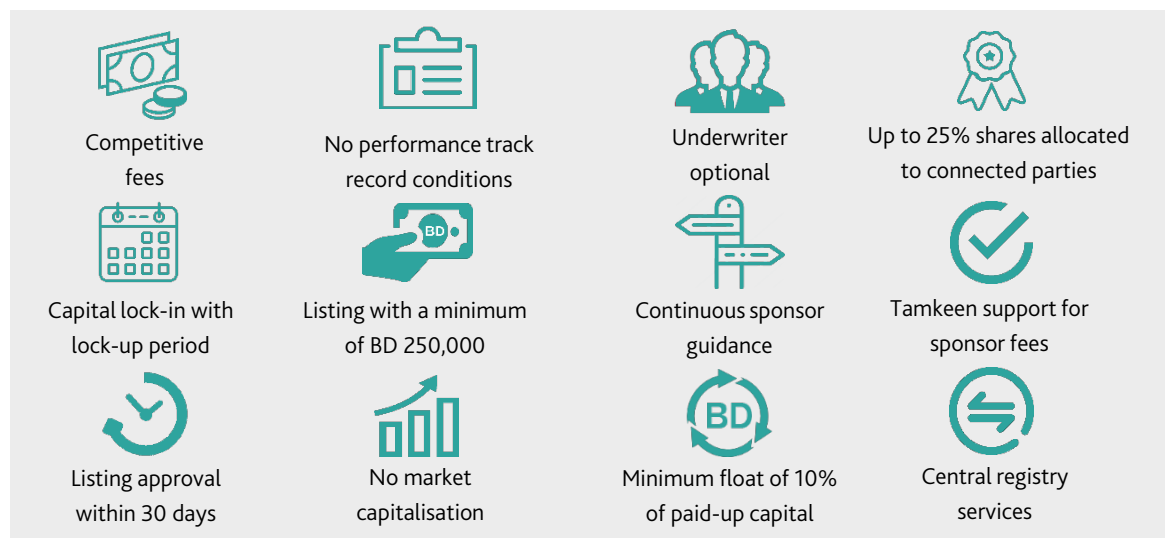 Competitive
fees
No performance track
record conditions
Underwriter
optional
Up to 25% shares allocated
to connected parties
Capital lock-in with
lock-up period
BD
Listing with a minimum
of BD 250,000
Continuous sponsor
guidance
Tamkeen support for
sponsor fees
Listing approval
within 30 days
No market
capitalisation
BD
Minimum float of 10%
of paid-up capital
Central registry
services